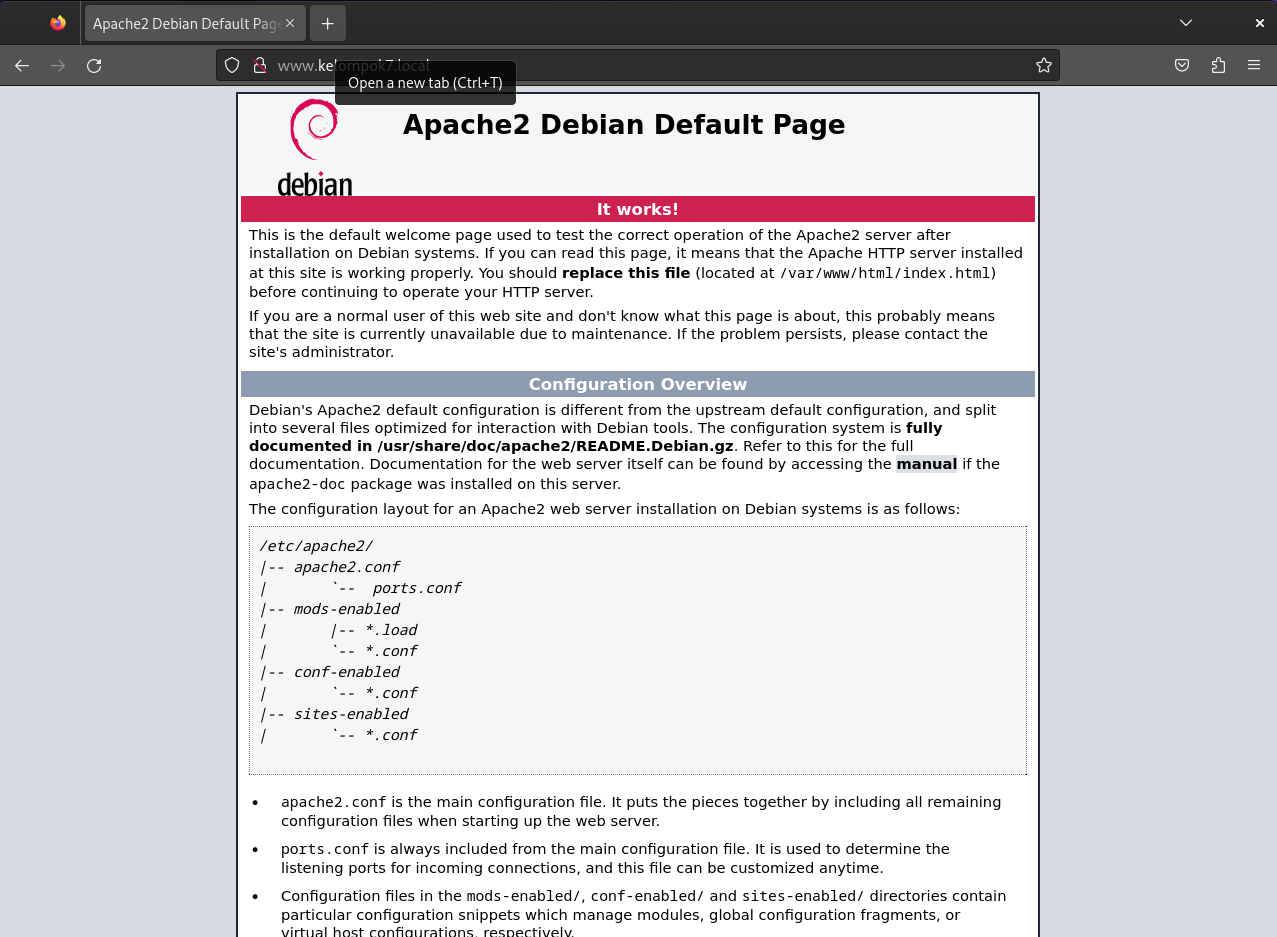 Apache2 Debian Default Page
www.kelompok7.local
Open a new tab (Ctrl+T)
debian
Apache2 Debian Default Page
It works!
This is the default welcome page used to test the correct operation of the Apache2 server after
installation on Debian systems. If you can read this page, it means that the Apache HTTP server installed
at this site is working properly. You should replace this file (located at /var/www/html/index.html)
before continuing to operate your HTTP server.
If you are a normal user of this web site and don't know what this page is about, this probably means
that the site is currently unavailable due to maintenance. If the problem persists, please contact the
site's administrator.
Configuration Overview
Debian's Apache2 default configuration is different from the upstream default configuration, and split
into several files optimized for interaction with Debian tools. The configuration system is fully
documented in /usr/share/doc/apache2/README.Debian.gz. Refer to this for the full
documentation. Documentation for the web server itself can be found by accessing the manual if the
apache2-doc package was installed on this server.
The configuration layout for an Apache2 web server installation on Debian systems is as follows:
/etc/apache2/
|-- apache2.conf
|       `--  ports.conf
|-- mods-enabled
|       |-- *.load
|       `-- *.conf
|-- conf-enabled
|       `-- *.conf
|-- sites-enabled
|       `-- *.conf
• apache2.conf is the main configuration file. It puts the pieces together by including all remaining
configuration files when starting up the web server.
• ports.conf is always included from the main configuration file. It is used to determine the
listening ports for incoming connections, and this file can be customized anytime.
• Configuration files in the mods-enabled/, conf-enabled/ and sites-enabled/ directories contain
particular configuration snippets which manage modules, global configuration fragments, or
virtual host configurations, respectively.